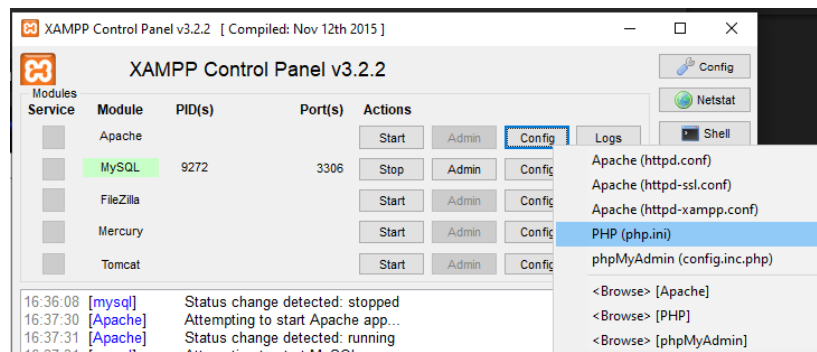 XAMPP Control Panel v3.2.2 [ Compiled: Nov 12th 2015 ]
XAMPP Control Panel v3.2.2
Config
Modules
Netstat
Service Module PID(s) Port(s) Actions
Shell
Apache Start Admin Config Logs
MySQL 9272 3306 Stop Admin Config
FileZilla Start Admin Config
Mercury Start Admin Config
Tomcat Start Admin Config
Apache (httpd.conf)
Apache (httpd-ssl.conf)
Apache (httpd-xampp.conf)
PHP (php.ini)
phpMyAdmin (config.inc.php)
<Browse> [Apache]
<Browse> [PHP]
<Browse> [phpMyAdmin]
16:36:08 [mysql] Status change detected: stopped
16:37:30 [Apache] Attempting to start Apache app...
16:37:31 [Apache] Status change detected: running